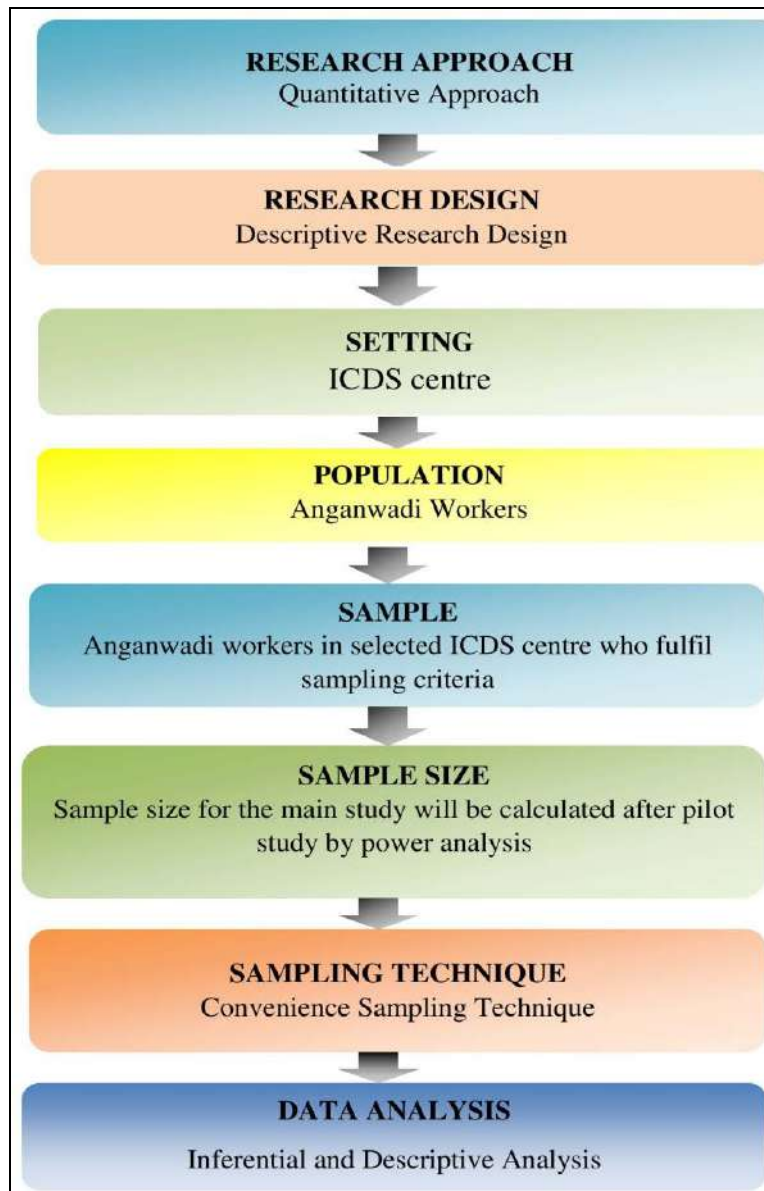 RESEARCH APPROACH
Quantitative Approach
RESEARCH DESIGN
Descriptive Research Design
SETTING
ICDS centre
POPULATION
Anganwadi Workers
SAMPLE
Anganwadi workers in selected ICDS centre who fulfil
sampling criteria
SAMPLE SIZE
Sample size for the main study will be calculated after pilot
study by power analysis
SAMPLING TECHNIQUE
Convenience Sampling Technique
DATA ANALYSIS
Inferential and Descriptive Analysis